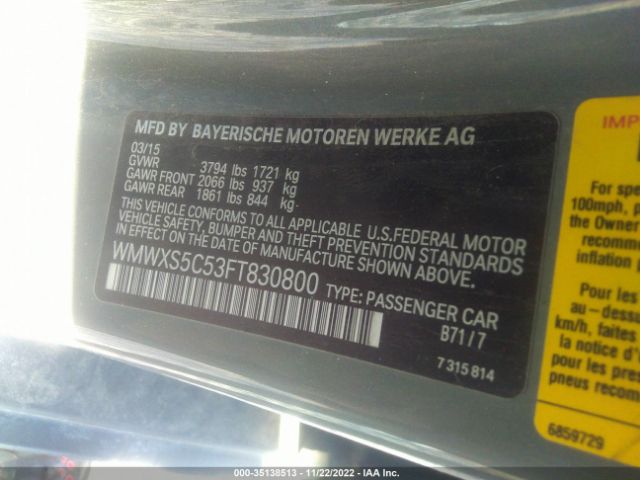 MFD BY BAYERISCHE MOTOREN WERKE AG
03/15
GVWR 3794 lbs 1721 kg
GAWR FRONT 2066 lbs 937 kg
GAWR REAR 1861 lbs 844 kg
THIS VEHICLE CONFORMS TO ALL APPLICABLE U.S.FEDERAL MOTOR
VEHICLE SAFETY, BUMPER AND THEFT PREVENTION STANDARDS
IN EFFECT ON THE DATE OF MANUFACTURE SHOWN ABOVE.
WMWXS5C53FT830800 TYPE: PASSENGER CAR
B71/7
7 315 814
For spe
100mph,
the Owner
recomm
inflation
Pour les
au-dessu
km/h, faites
la notice d'
pour les pres
pneus recom
6859729
000-35138513 - 11/22/2022 - IAA Inc.